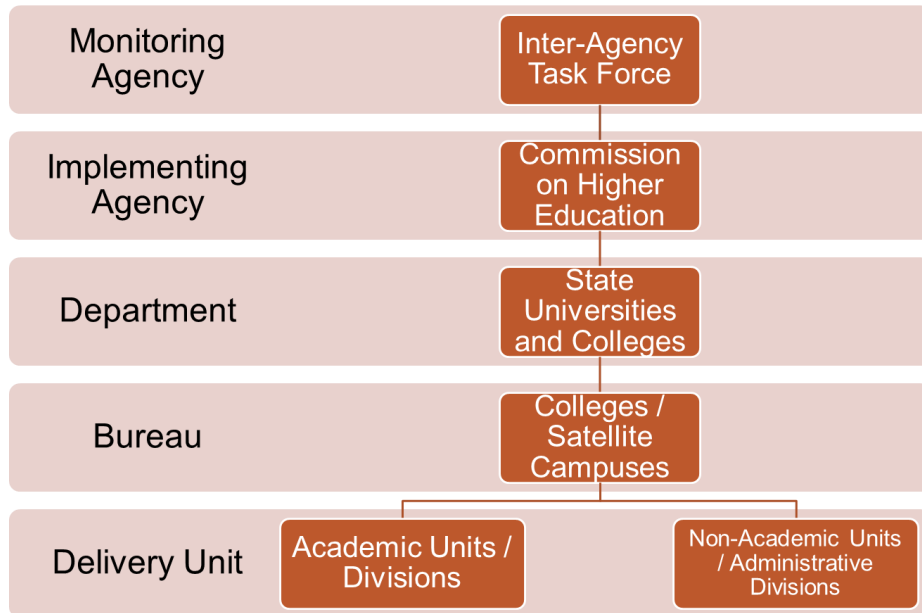 Monitoring
Agency
Inter-Agency
Task Force
Implementing
Agency
Commission
on Higher
Education
Department
State
Universities
and Colleges
Bureau
Colleges /
Satellite
Campuses
Delivery Unit
Academic Units /
Divisions
Non-Academic Units
/ Administrative
Divisions